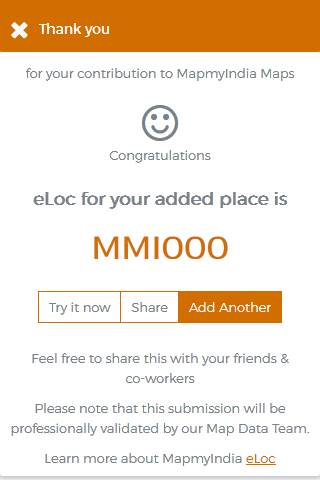 Thank you
for your contribution to MapmyIndia Maps
Congratulations
eLoc for your added place is
MMI000
Try it now
Share
Add Another
Feel free to share this with your friends &
co-workers
Please note that this submission will be
professionally validated by our Map Data Team.
Learn more about MapmyIndia eLoc